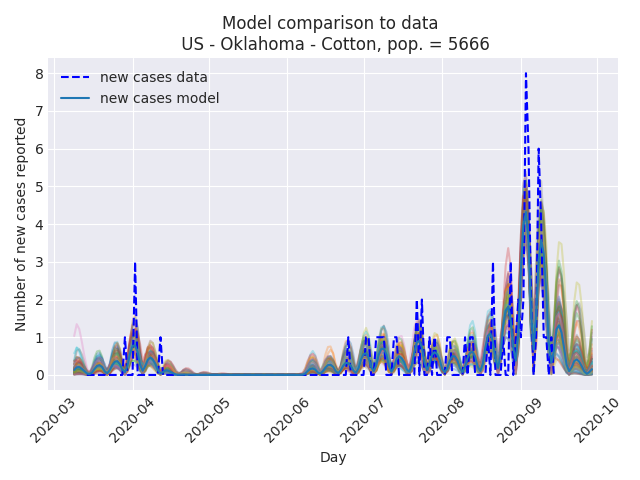 Model comparison to data
US - Oklahoma - Cotton, pop. = 5666
new cases data
new cases model
Number of new cases reported
8
7
6
5
4
3
2
1
0
2020-03
2020-04
2020-05
2020-06
2020-07
2020-08
2020-09
2020-10
Day